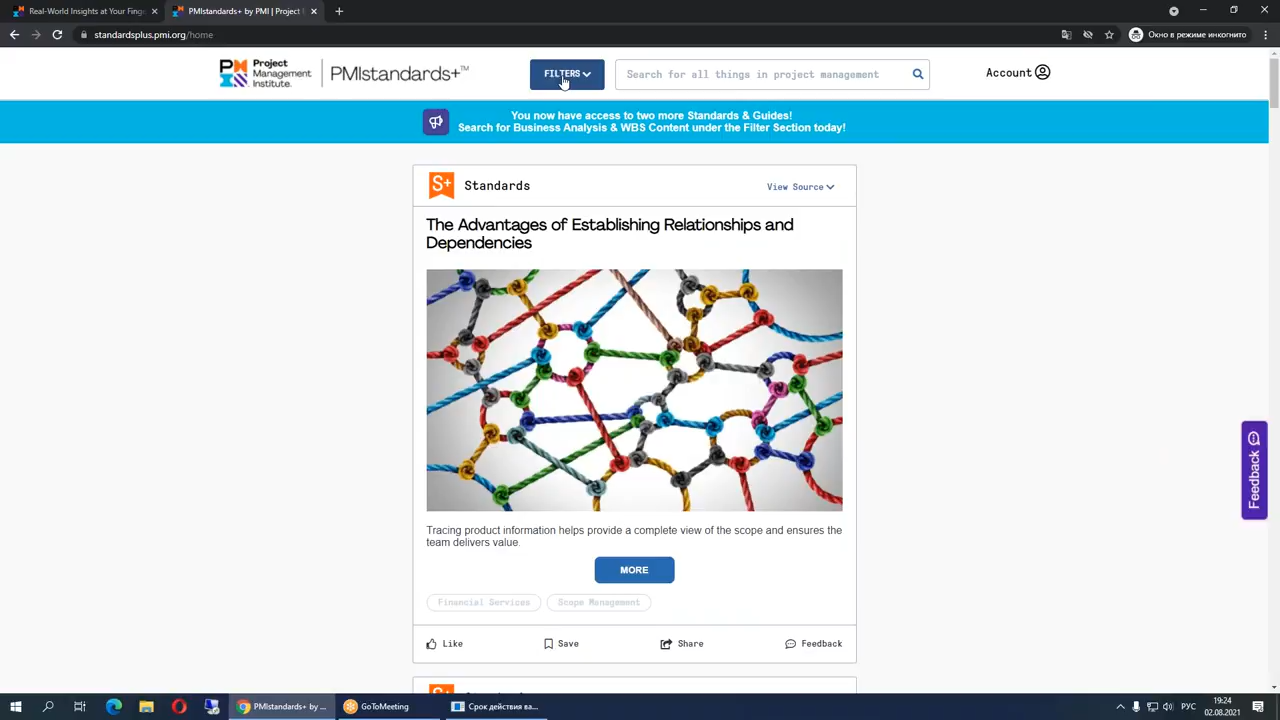 Real-World Insights at Your Finge
PMIstandards+ by PMI | Project M
standardsplus.pmi.org/home
Окно в режиме инкогнито
Project
Management
Institute.
PMIstandards+™
FILTERS
Search for all things in project management
Account
You now have access to two more Standards & Guides!
Search for Business Analysis & WBS Content under the Filter Section today!
S+
Standards
View Source
The Advantages of Establishing Relationships and
Dependencies
Tracing product information helps provide a complete view of the scope and ensures the
team delivers value.
MORE
Financial Services
Scope Management
Like
Save
Share
Feedback
Feedback
S+
PMIstandards+ by ...
GoToMeeting
Срок действия ва...
РУС
19:24
02.08.2021